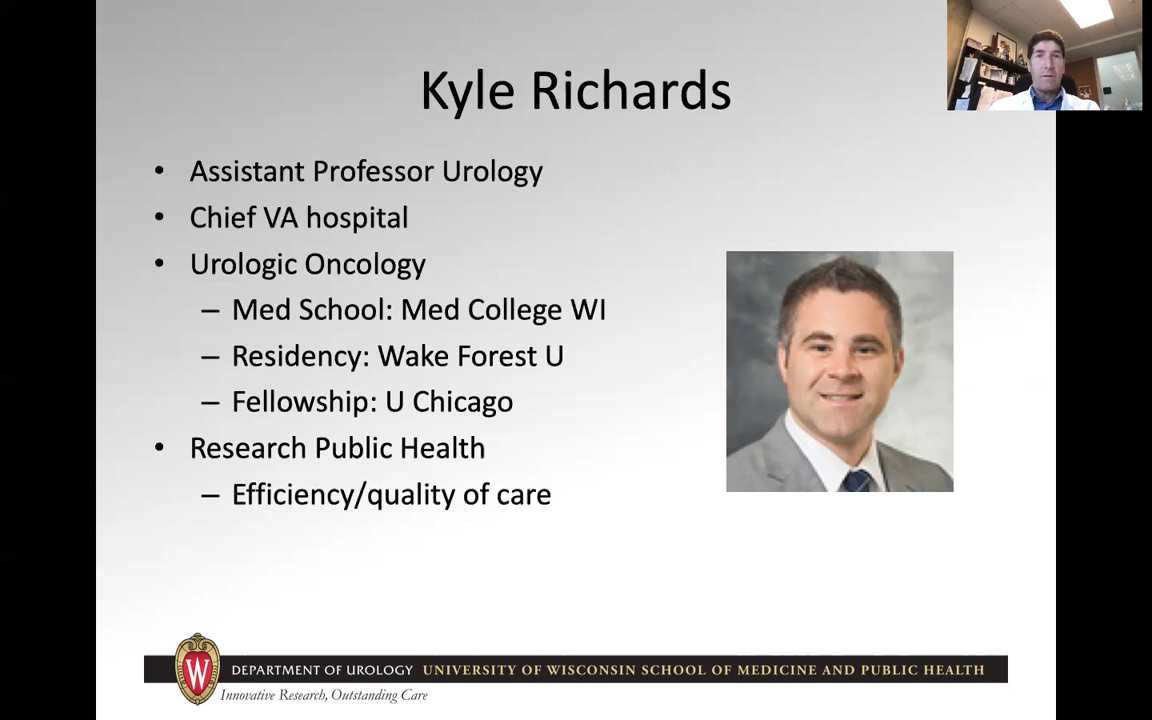 Kyle Richards
• Assistant Professor Urology
• Chief VA hospital
• Urologic Oncology
– Med School: Med College WI
– Residency: Wake Forest U
– Fellowship: U Chicago
• Research Public Health
– Efficiency/quality of care
W
DEPARTMENT OF UROLOGY UNIVERSITY OF WISCONSIN SCHOOL OF MEDICINE AND PUBLIC HEALTH
Innovative Research, Outstanding Care